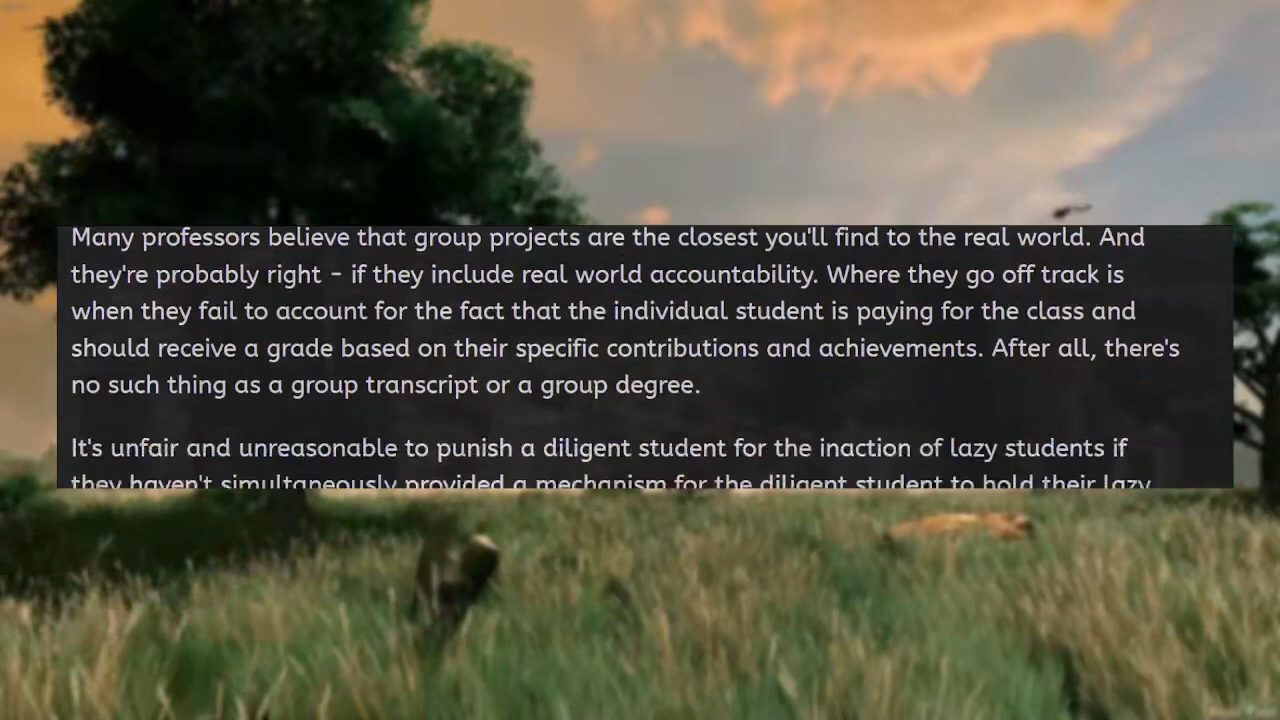 Many professors believe that group projects are the closest you'll find to the real world. And
they're probably right - if they include real world accountability. Where they go off track is
when they fail to account for the fact that the individual student is paying for the class and
should receive a grade based on their specific contributions and achievements. After all, there's
no such thing as a group transcript or a group degree.
It's unfair and unreasonable to punish a diligent student for the inaction of lazy students if
they haven't simultaneously provided a mechanism for the diligent student to hold their lazy